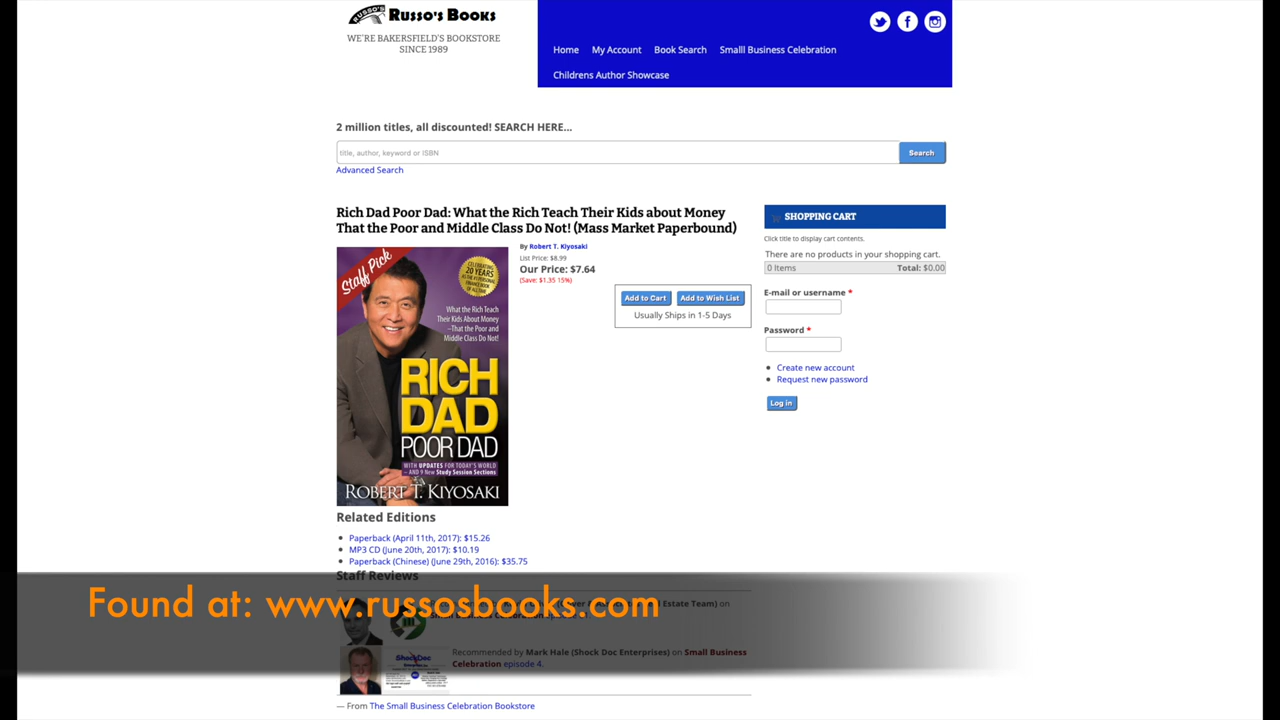 Russo's Books
WE'RE BAKERSFIELD'S BOOKSTORE
SINCE 1989
Home My Account Book Search Smalll Business Celebration
Childrens Author Showcase
2 million titles, all discounted! SEARCH HERE...
title, author, keyword or ISBN
Search
Advanced Search
Rich Dad Poor Dad: What the Rich Teach Their Kids about Money
That the Poor and Middle Class Do Not! (Mass Market Paperbound)
Staff Pick
CELEBRATING
20 YEARS
What the Rich Teach
Their Kids About Money
–That the Poor and
Middle Class Do Not!
RICH
DAD
POOR DAD
WITH UPDATES FOR TODAY'S WORLD
– AND 9 New Study Session Sections
ROBERT T. KIYOSAKI
By Robert T. Kiyosaki
List Price: $8.99
Our Price: $7.64
(Save: $1.35 15%)
Add to Cart Add to Wish List
Usually Ships in 1-5 Days
SHOPPING CART
Click title to display cart contents.
There are no products in your shopping cart.
0 Items Total: $0.00
E-mail or username *
Password *
Create new account
Request new password
Log in
Related Editions
Paperback (April 11th, 2017): $15.26
MP3 CD (June 20th, 2017): $10.19
Paperback (Chinese) (June 29th, 2016): $35.75
Staff Reviews
Found at: www.russosbooks.com
Estate Team) on
Recommended by Mark Hale (Shock Doc Enterprises) on Small Business
Celebration episode 4.
ShockDoc
— From The Small Business Celebration Bookstore